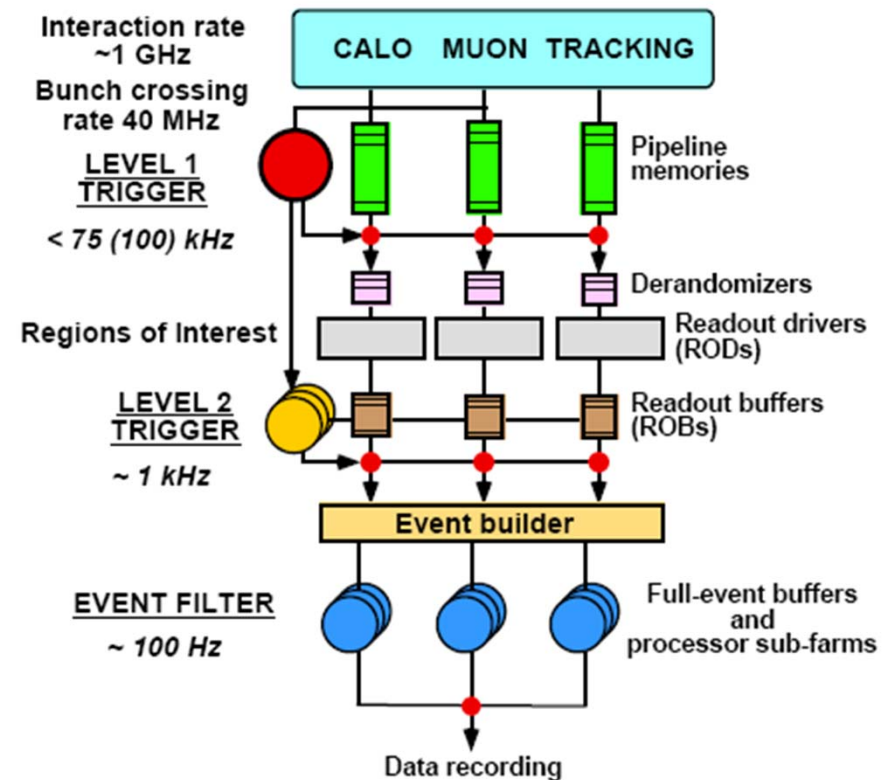 Interaction rate
~1 GHz
CALO MUON TRACKING
Bunch crossing
rate 40 MHz
LEVEL 1
TRIGGER
< 75 (100) kHz
Pipeline
memories
Derandomizers
Regions of Interest
Readout drivers
(RODs)
LEVEL 2
TRIGGER
~ 1 kHz
Readout buffers
(ROBs)
Event builder
EVENT FILTER
~ 100 Hz
Full-event buffers
and
processor sub-farms
Data recording